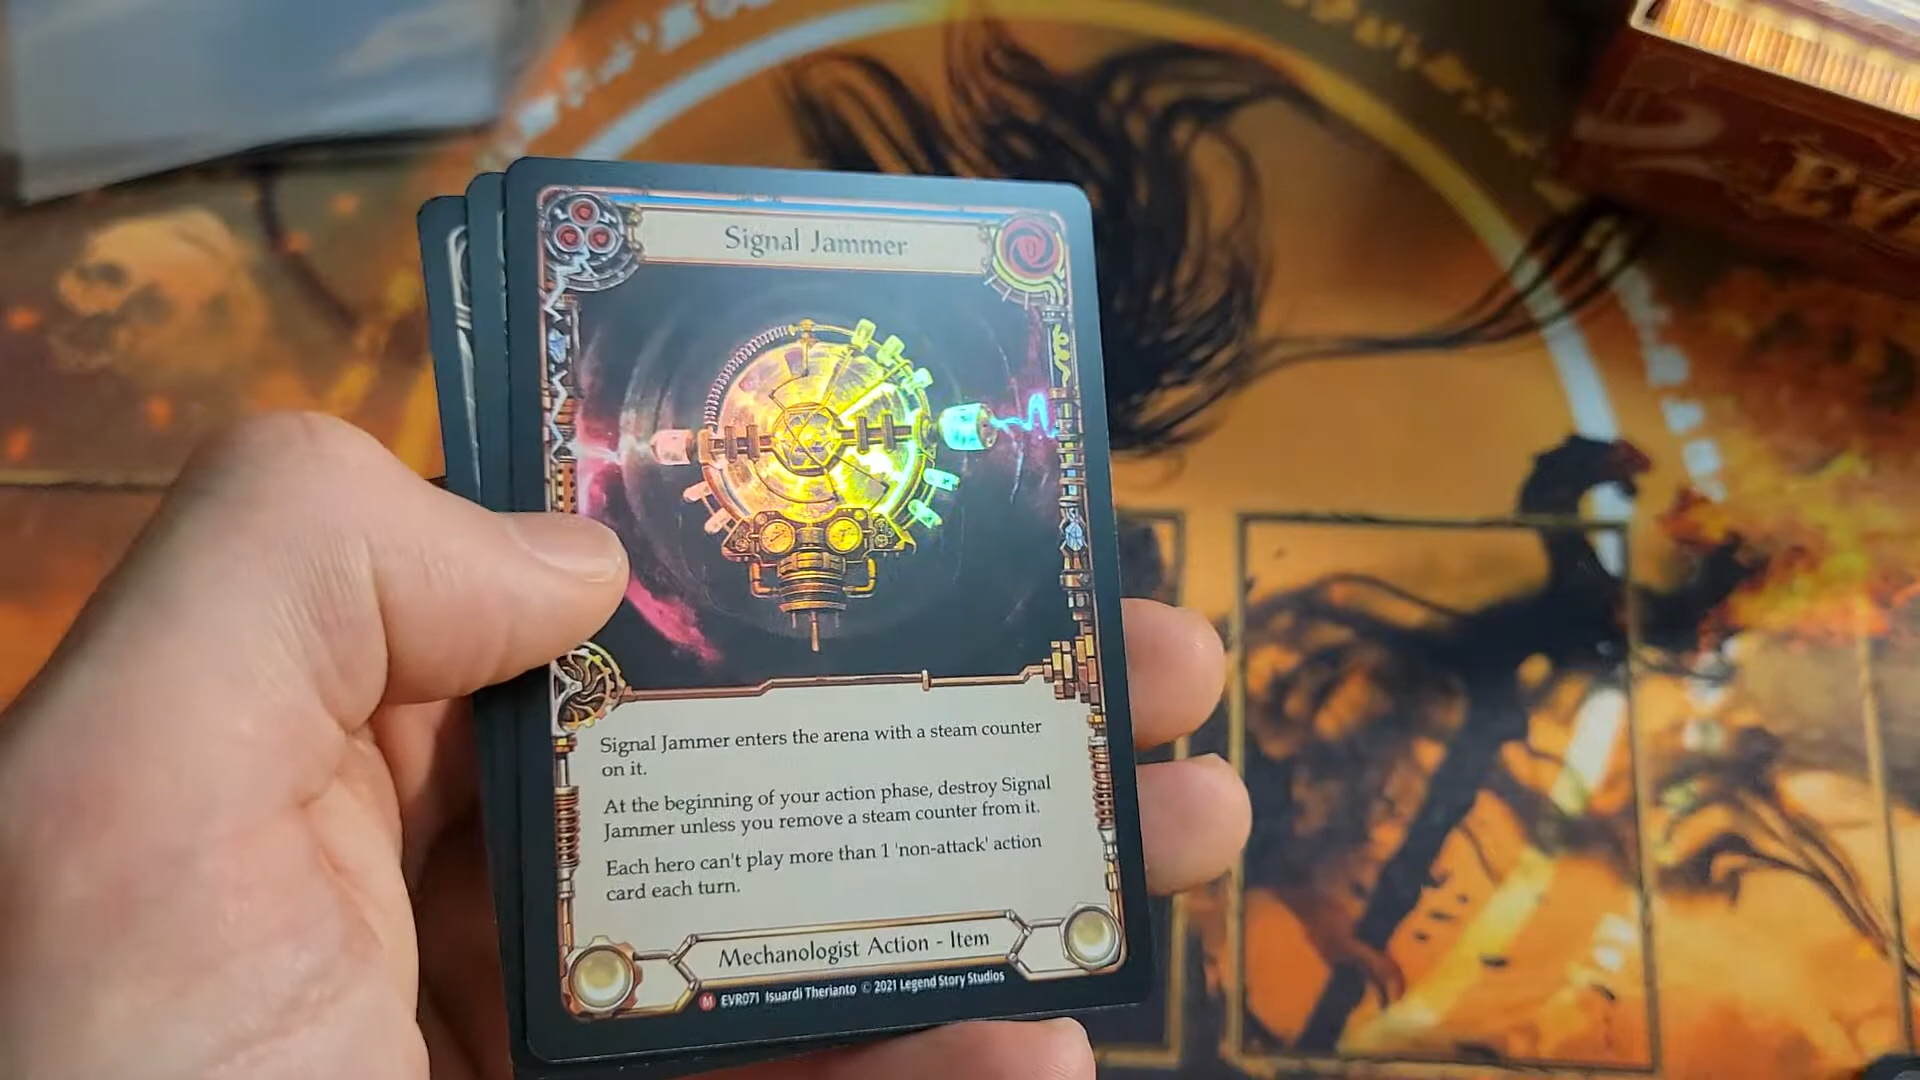 Signal Jammer
0
Signal Jammer enters the arena with a steam counter
on it.
At the beginning of your action phase, destroy Signal
Jammer unless you remove a steam counter from it.
Each hero can't play more than 1 'non-attack' action
card each turn.
Mechanologist Action - Item
M EVR071 Isuardi Therianto © 2021 Legend Story Studios